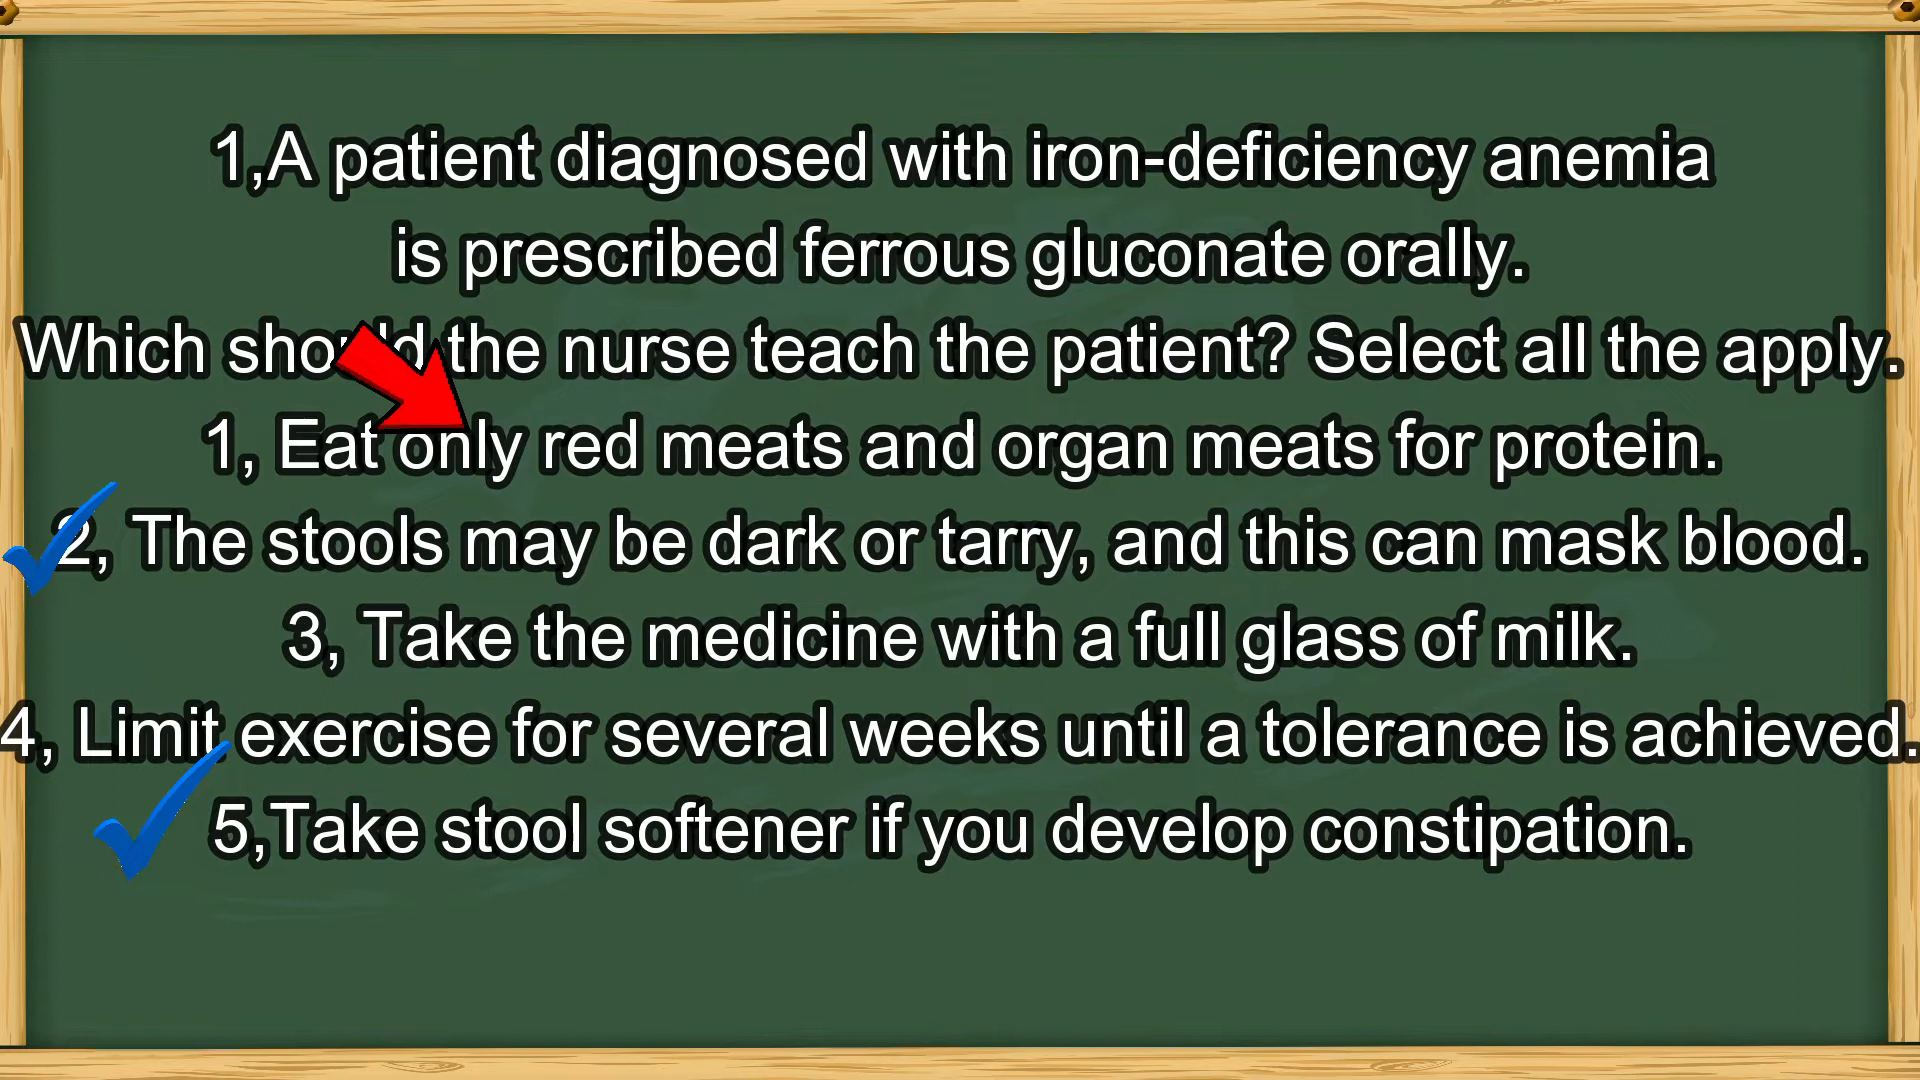 1,A patient diagnosed with iron-deficiency anemia
is prescribed ferrous gluconate orally.
Which should the nurse teach the patient? Select all the apply.
1, Eat only red meats and organ meats for protein.
2, The stools may be dark or tarry, and this can mask blood.
3, Take the medicine with a full glass of milk.
4, Limit exercise for several weeks until a tolerance is achieved.
5,Take stool softener if you develop constipation.